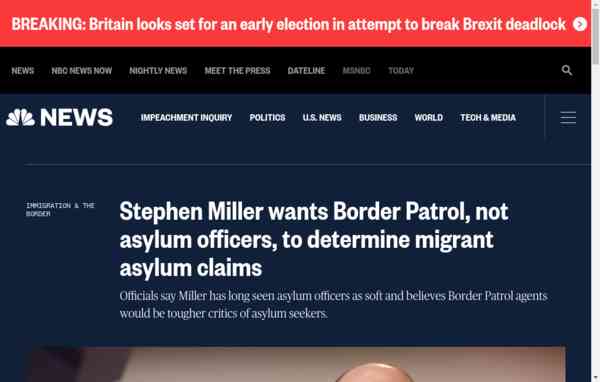 BREAKING: Britain looks set for an early election in attempt to break Brexit deadlock
NEWS NBC NEWS NOW NIGHTLY NEWS MEET THE PRESS DATELINE MSNBC TODAY
NEWS IMPEACHMENT INQUIRY POLITICS U.S. NEWS BUSINESS WORLD TECH & MEDIA
IMMIGRATION & THE
BORDER
Stephen Miller wants Border Patrol, not
asylum officers, to determine migrant
asylum claims
Officials say Miller has long seen asylum officers as soft and believes Border Patrol agents
would be tougher critics of asylum seekers.